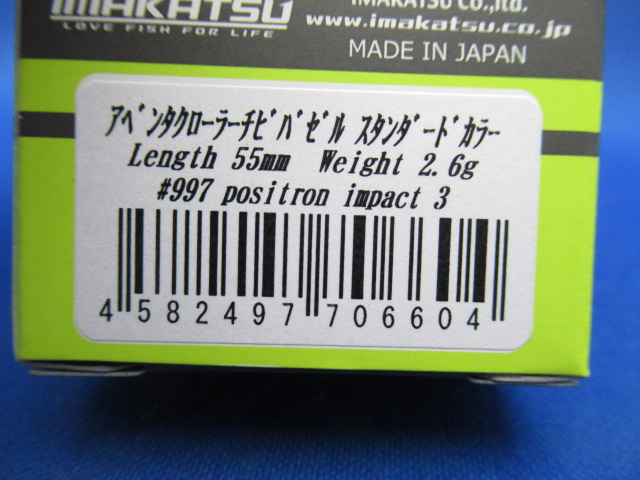 IMAKATSU
LOVE FISH FOR LIFE
IMAKATSU Co.,ltd.
www.imakatsu.co.jp
MADE IN JAPAN
ｱﾍﾞﾝﾀｸﾛｰﾗｰﾁﾋﾞﾊﾞｾﾞﾙ ｽﾀﾝﾀﾞｰﾄﾞｶﾗｰ
Length 55mm Weight 2.6g
#997 positron impact 3
4 582497 706604